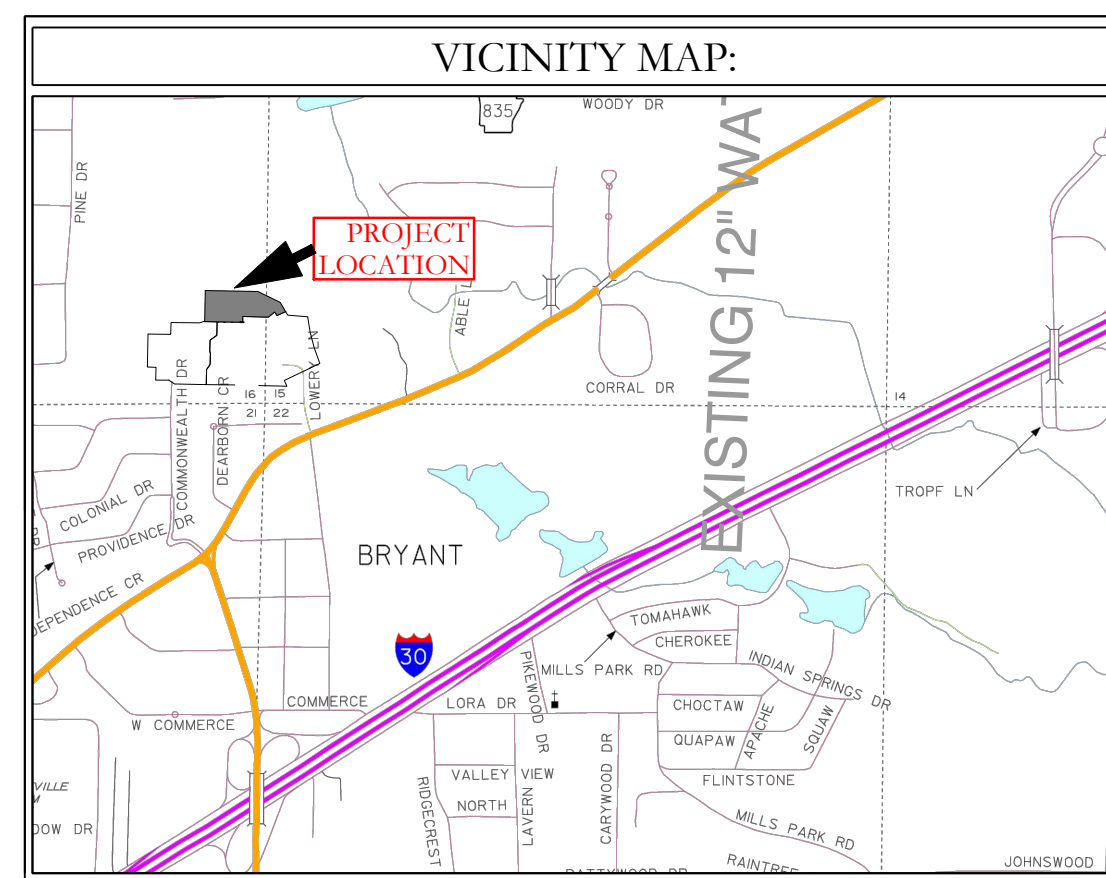 VICINITY MAP:
835
WOODY DR
PINE DR
EXISTING 12" WA
PROJECT
LOCATION
ABLE L
LOWERY LN
COMMONWEALTH DR
DEARBORN CR
16 15
21 22
CORRAL DR
14
TROPF LN
COLONIAL DR
PROVIDENCE DR
DEPENDENCE CR
BRYANT
30
TOMAHAWK
CHEROKEE
MILLS PARK RD
PIKEWOOD DR
INDIAN SPRINGS DR
COMMERCE
W COMMERCE
LORA DR
CHOCTAW
QUAPAW
APACHE
SQUAW
FLINTSTONE
VALLEY VIEW
NORTH
RIDGECREST
LAVERN
CARYWOOD DR
MILLS PARK RD
VILLE
M
DOW DR
RAINTREE
JOHNSWOOD